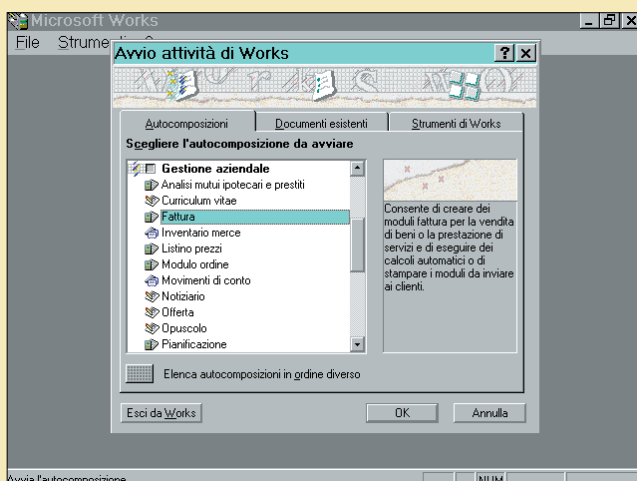 Microsoft Works
File Strume
Avvio attività di Works
Autocomposizioni Documenti esistenti Strumenti di Works
Scegliere l'autocomposizione da avviare
Gestione aziendale
Analisi mutui ipotecari e prestiti
Curriculum vitae
Fattura
Inventario merce
Listino prezzi
Modulo ordine
Movimenti di conto
Notiziario
Offerta
Opuscolo
Pianificazione
Consente di creare dei
moduli fattura per la vendita
di beni o la prestazione di
servizi e di eseguire dei
calcoli automatici o di
stampare i moduli da inviare
ai clienti.
Elenca autocomposizioni in ordine diverso
Esci da Works OK Annulla
Avvia l'autocomposizione NUM